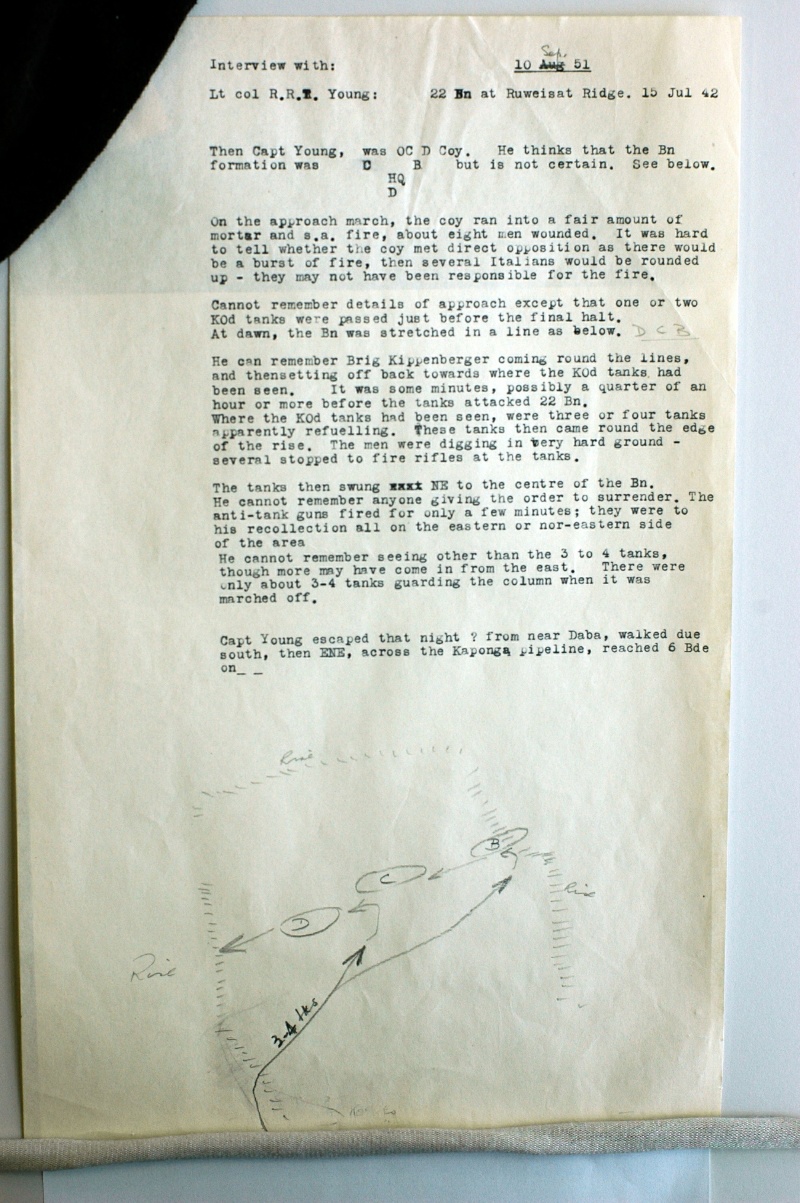 Sep.
Interview with: 10 Aug 51
Lt col R.R.T. Young: 22 Bn at Ruweisat Ridge. 15 Jul 42
Then Capt Young, was OC D Coy. He thinks that the Bn
formation was C B but is not certain. See below.
HQ
D
On the approach march, the coy ran into a fair amount of
mortar and s.a. fire, about eight men wounded. It was hard
to tell whether the coy met direct opposition as there would
be a burst of fire, then several Italians would be rounded
up - they may not have been responsible for the fire.
Cannot remember details of approach except that one or two
KOd tanks were passed just before the final halt.
At dawn, the Bn was stretched in a line as below. D C B
He can remember Brig Kippenberger coming round the lines,
and thensetting off back towards where the KOd tanks had
been seen. It was some minutes, possibly a quarter of an
hour or more before the tanks attacked 22 Bn.
Where the KOd tanks had been seen, were three or four tanks
apparently refuelling. These tanks then came round the edge
of the rise. The men were digging in very hard ground -
several stopped to fire rifles at the tanks.
The tanks then swung NE to the centre of the Bn.
He cannot remember anyone giving the order to surrender. The
anti-tank guns fired for only a few minutes; they were to
his recollection all on the eastern or nor-eastern side
of the area
He cannot remember seeing other than the 3 to 4 tanks,
though more may have come in from the east. There were
only about 3-4 tanks guarding the column when it was
marched off.
Capt Young escaped that night ? from near Daba, walked due
south, then ENE, across the Kaponga pipeline, reached 6 Bde
on_ _
Rise
B
C
Rise
D
Rise
3-4 tks